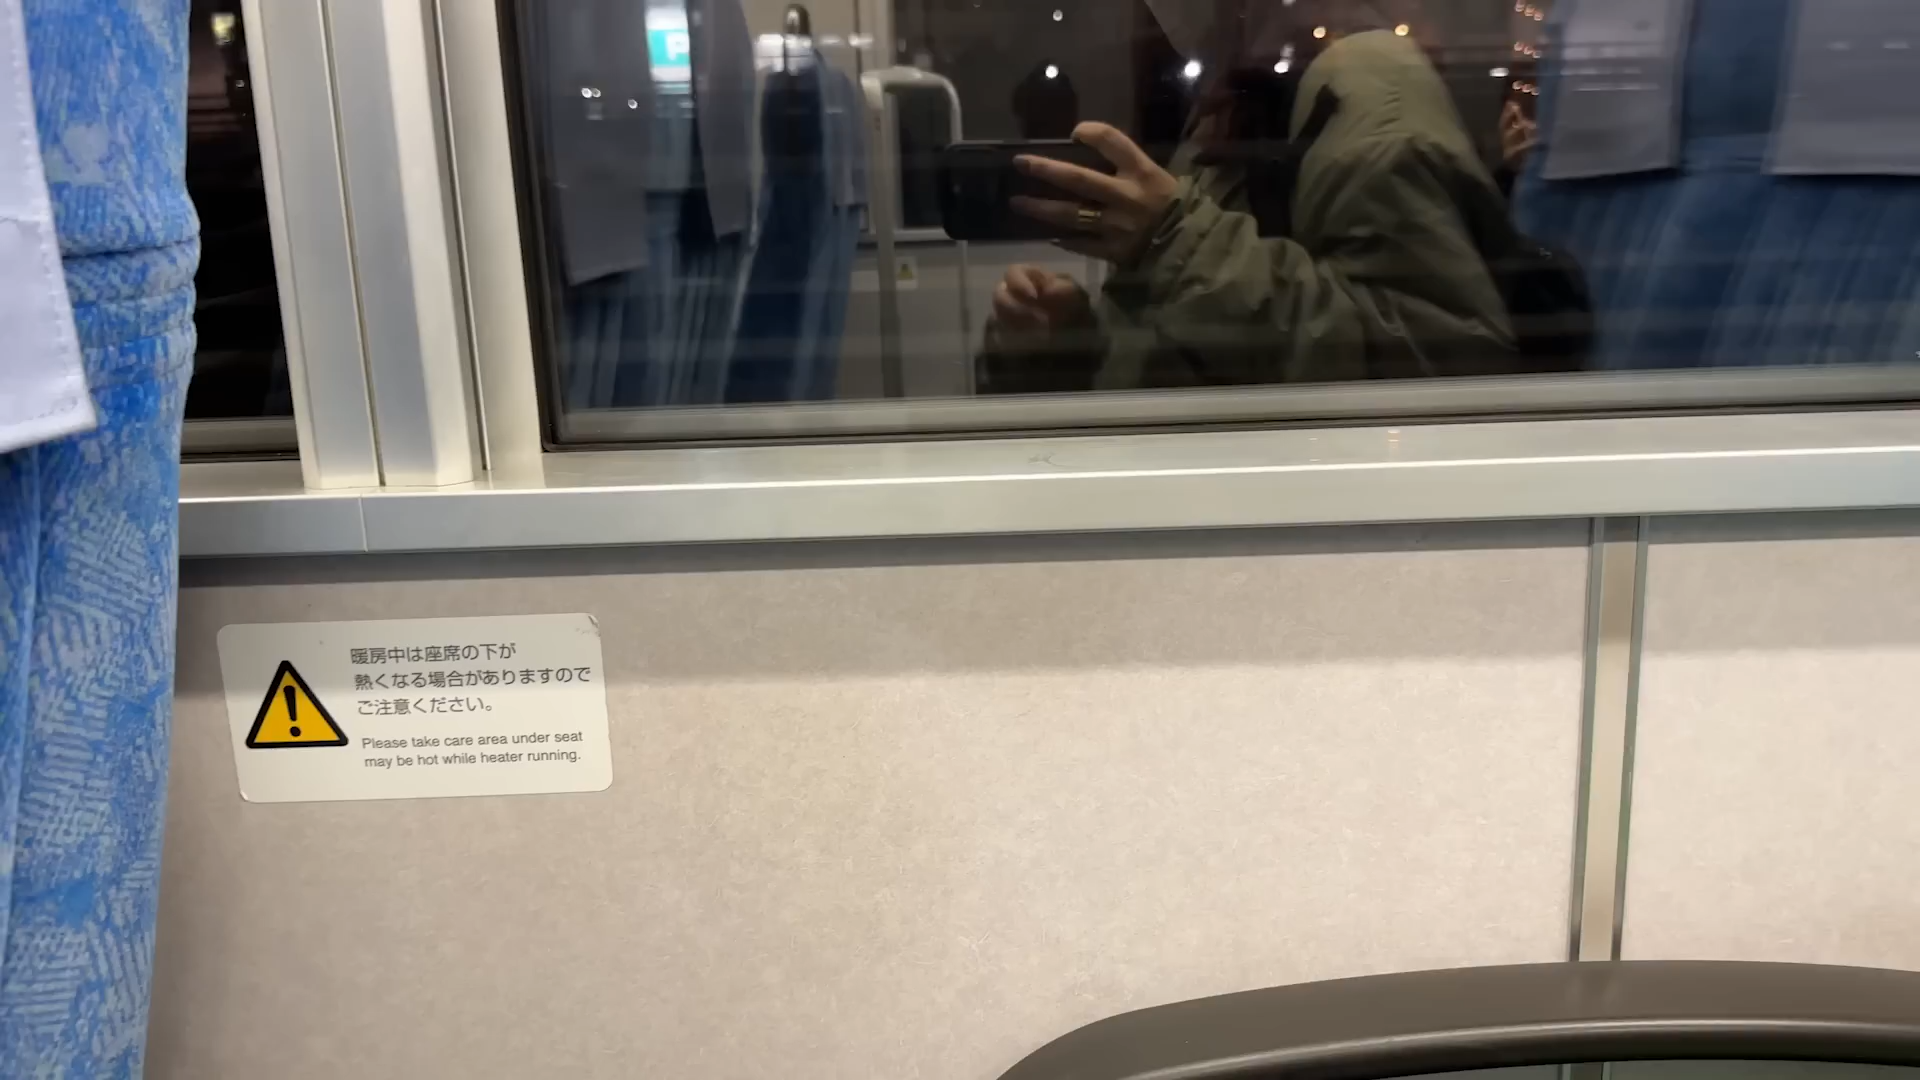 P
暖房中は座席の下が
熱くなる場合がありますので
ご注意ください。
Please take care area under seat
may be hot while heater running.